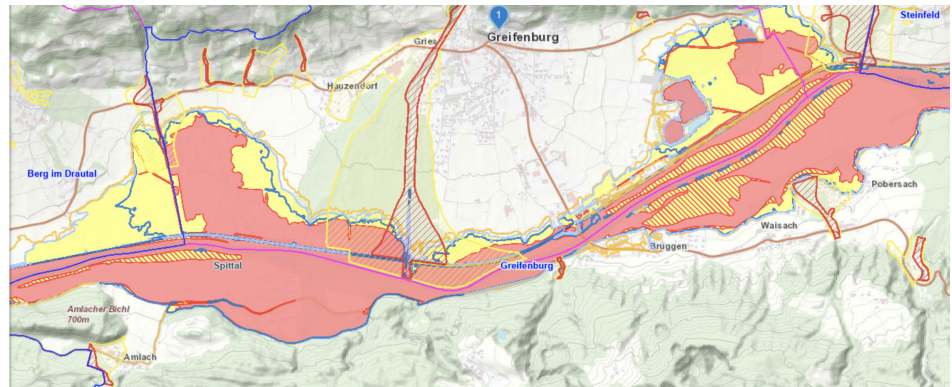 Steinfeld
1
Greifenburg
Gries
Hauzendorf
Berg im Drautal
Pobersach
Waisach
Bruggen
Spittal
Greifenburg
Amlacher Bichl
700m
Amlach